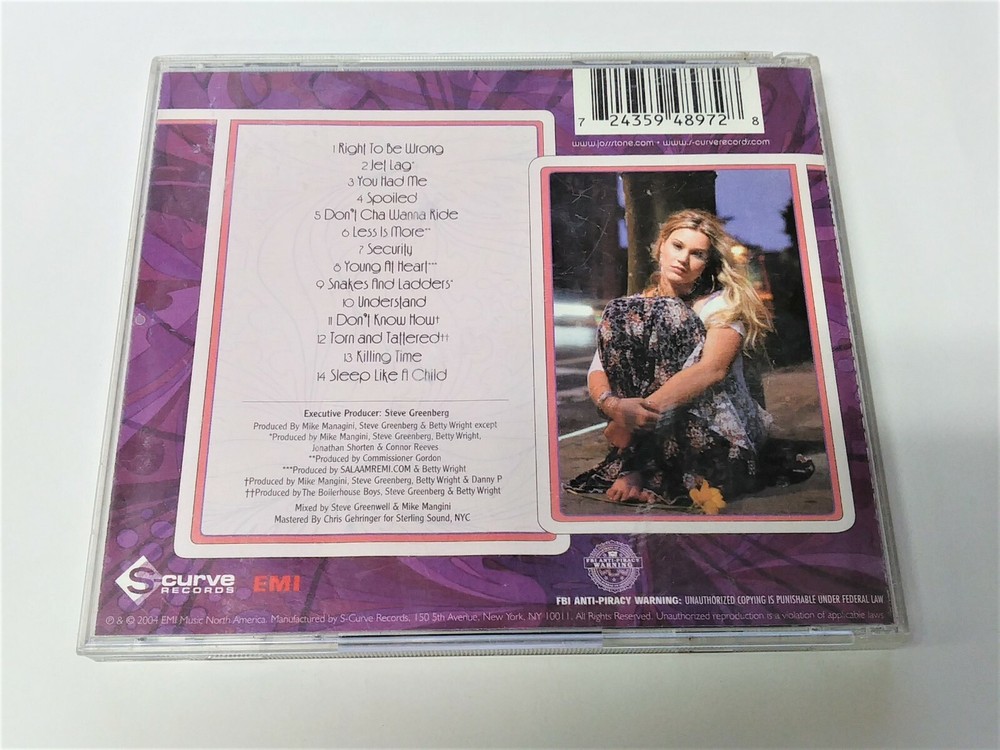 7 24359 48972 8
www.jossstone.com • www.s-curverecords.com
1 Right To Be Wrong
2 Jet Lag*
3 You Had Me
4 Spoiled
5 Don't Cha Wanna Ride
6 Less Is More**
7 Security
8 Young At Heart***
9 Snakes And Ladders*
10 Understand
11 Don't Know How†
12 Torn and Tattered††
13 Killing Time
14 Sleep Like A Child
Executive Producer: Steve Greenberg
Produced By Mike Managini, Steve Greenberg & Betty Wright except
*Produced by Mike Mangini, Steve Greenberg, Betty Wright,
Jonathan Shorten & Connor Reeves
**Produced by Commissioner Gordon
***Produced by SALAAMREMI.COM & Betty Wright
†Produced by Mike Mangini, Steve Greenberg, Betty Wright & Danny P
††Produced by The Boilerhouse Boys, Steve Greenberg & Betty Wright
Mixed by Steve Greenwell & Mike Mangini
Mastered By Chris Gehringer for Sterling Sound, NYC
S-curve
RECORDS
EMI
FBI ANTI-PIRACY
WARNING
FBI ANTI-PIRACY WARNING: UNAUTHORIZED COPYING IS PUNISHABLE UNDER FEDERAL LAW
℗ & © 2004 EMI Music North America. Manufactured by S-Curve Records, 150 5th Avenue, New York, NY 10011. All Rights Reserved. Unauthorized reproduction is a violation of applicable laws